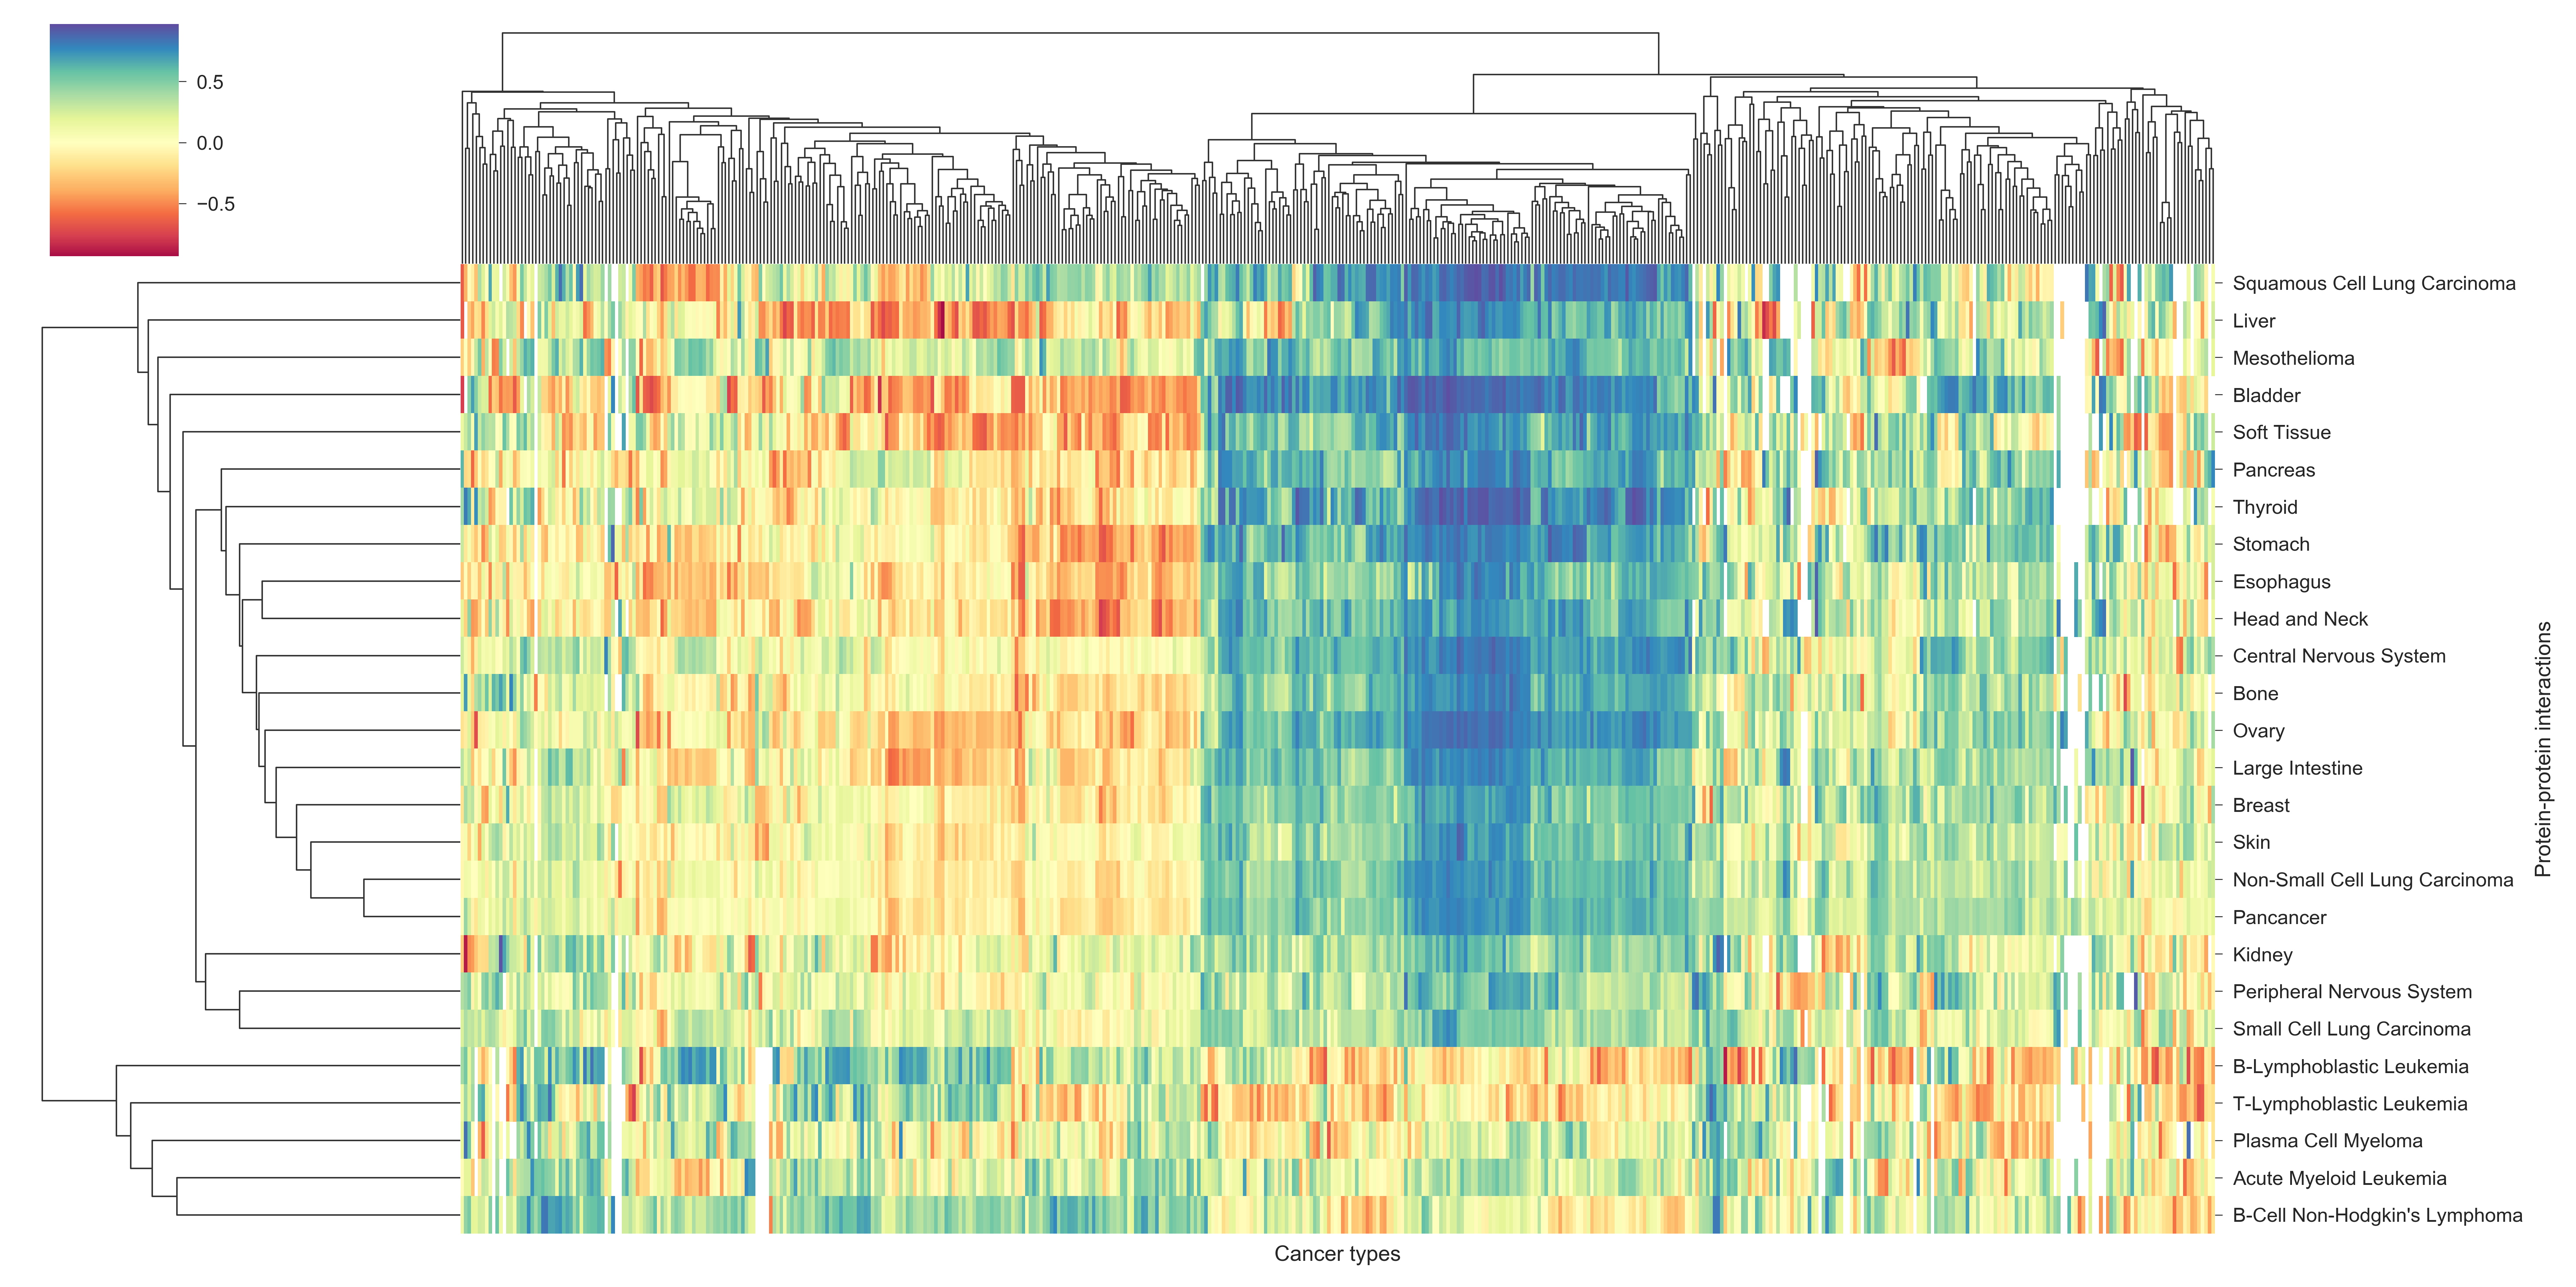 0.5
0.0
−0.5
Squamous Cell Lung Carcinoma
Liver
Mesothelioma
Bladder
Soft Tissue
Pancreas
Thyroid
Stomach
Esophagus
Head and Neck
Central Nervous System
Bone
Ovary
Large Intestine
Breast
Skin
Non-Small Cell Lung Carcinoma
Pancancer
Kidney
Peripheral Nervous System
Small Cell Lung Carcinoma
B-Lymphoblastic Leukemia
T-Lymphoblastic Leukemia
Plasma Cell Myeloma
Acute Myeloid Leukemia
B-Cell Non-Hodgkin's Lymphoma
Protein-protein interactions
Cancer types